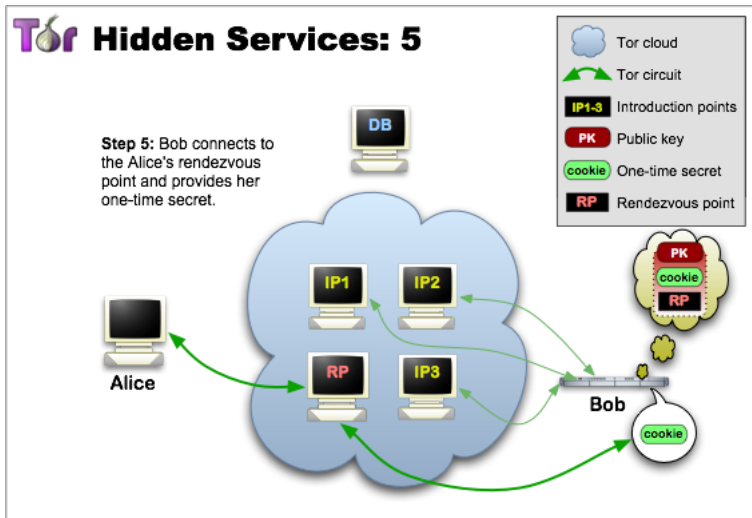 Tor Hidden Services: 5
Tor cloud
Tor circuit
IP1-3 Introduction points
PK Public key
cookie One-time secret
RP Rendezvous point
DB
Step 5: Bob connects to
the Alice's rendezvous
point and provides her
one-time secret.
PK
cookie
RP
IP1 IP2
Alice
RP IP3
Bob
cookie